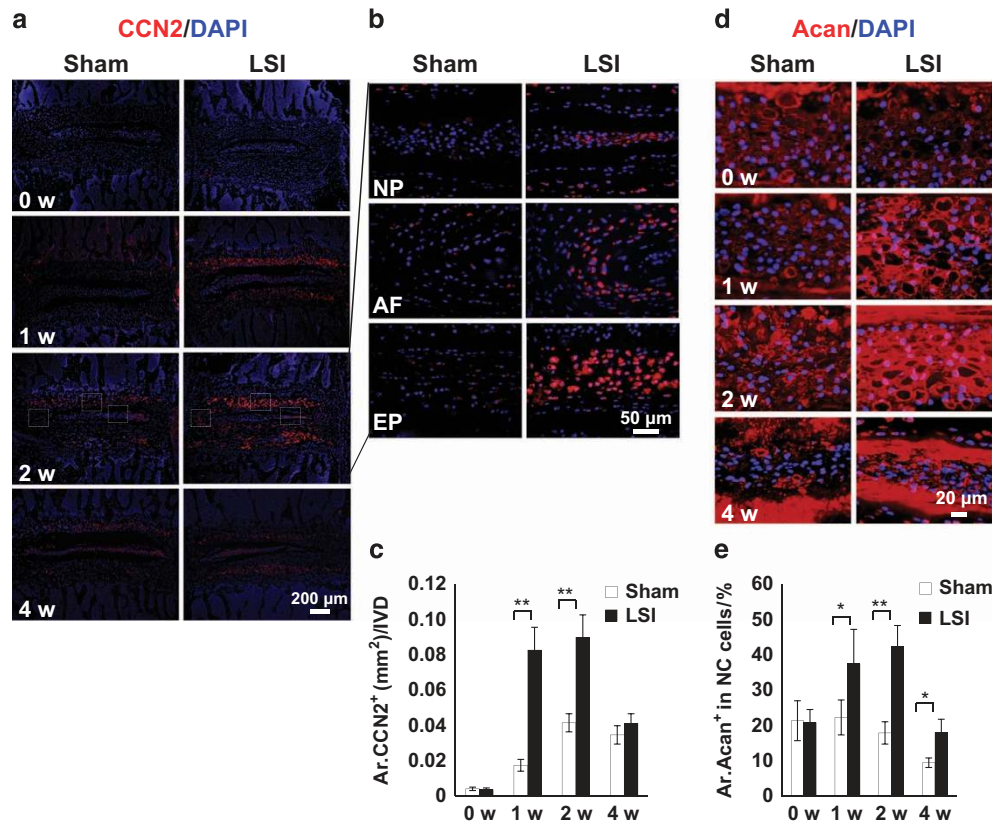 a
CCN2/DAPI
Sham LSI
0 w
1 w
2 w
4 w
200 µm
b
Sham LSI
NP
AF
EP
50 µm
c
Ar.CCN2+ (mm2)/IVD
0.12
0.10
0.08
0.06
0.04
0.02
0
** **
Sham
LSI
0 w 1 w 2 w 4 w
d
Acan/DAPI
Sham LSI
0 w
1 w
2 w
4 w
20 µm
e
Ar.Acan+ in NC cells/%
60
50
40
30
20
10
0
* ** *
Sham
LSI
0 w 1 w 2 w 4 w